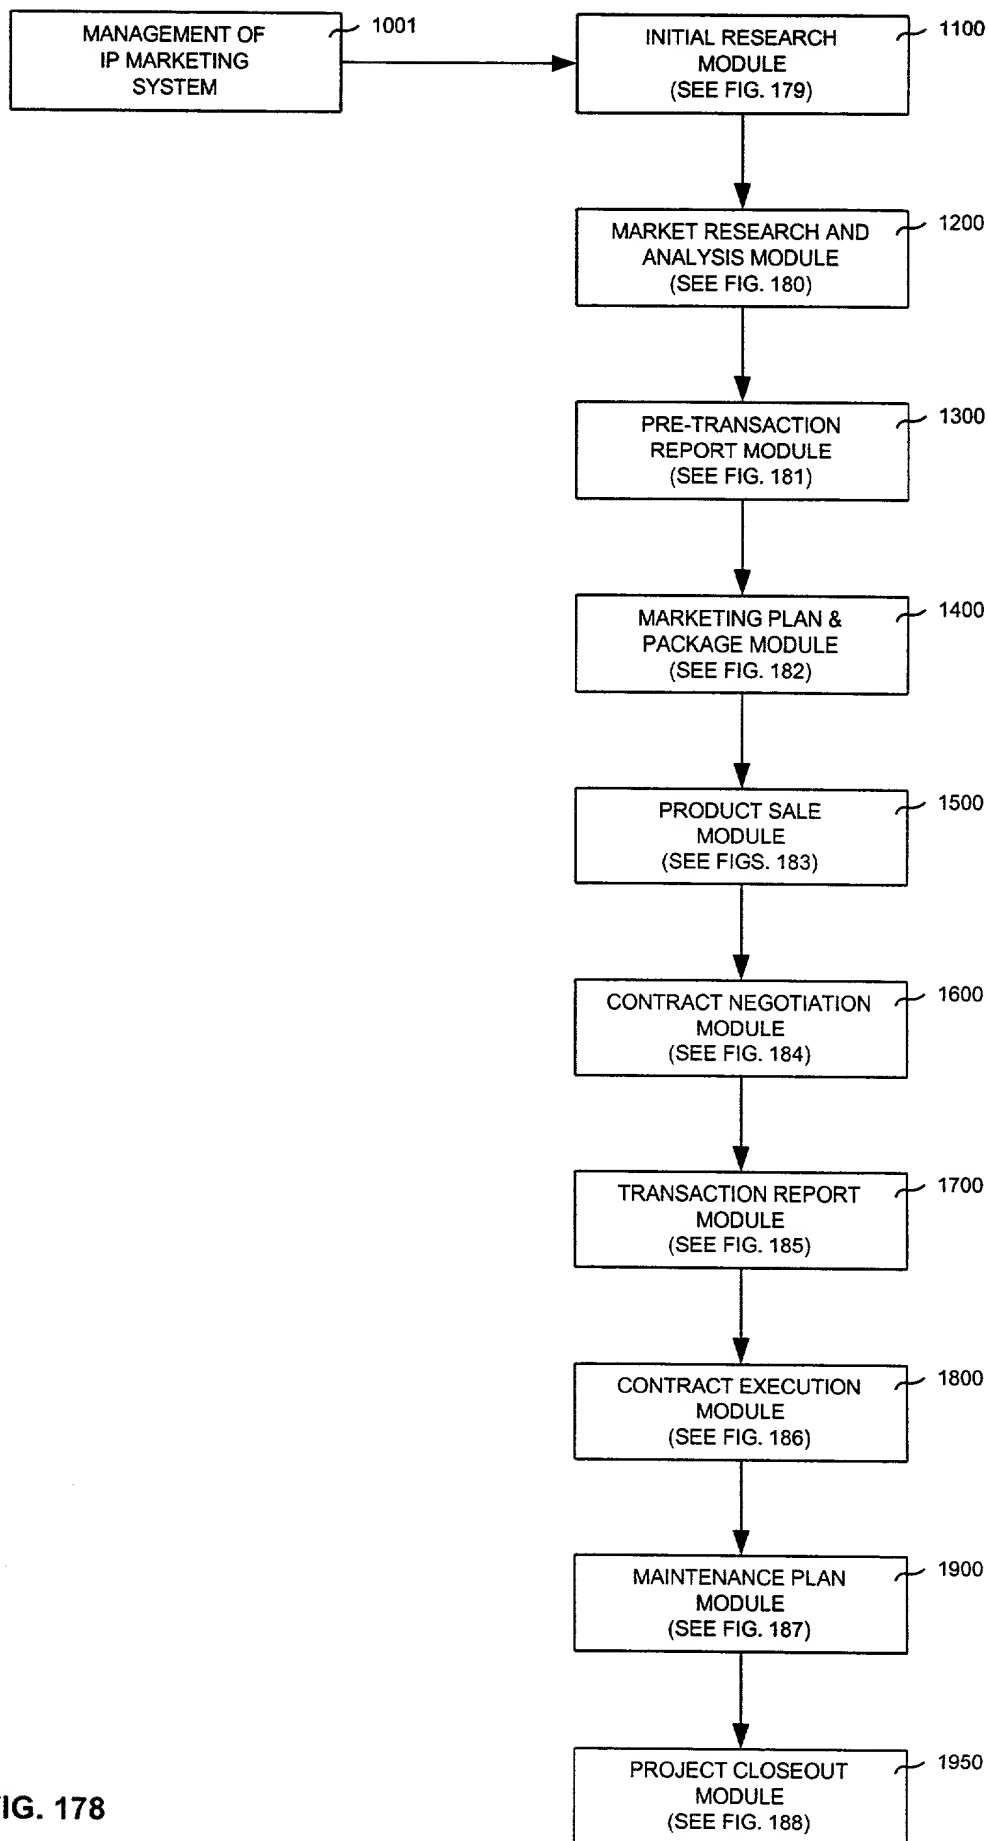 MANAGEMENT OF
IP MARKETING
SYSTEM
1001
INITIAL RESEARCH
MODULE
(SEE FIG. 179)
1100
MARKET RESEARCH AND
ANALYSIS MODULE
(SEE FIG. 180)
1200
PRE-TRANSACTION
REPORT MODULE
(SEE FIG. 181)
1300
MARKETING PLAN &
PACKAGE MODULE
(SEE FIG. 182)
1400
PRODUCT SALE
MODULE
(SEE FIGS. 183)
1500
CONTRACT NEGOTIATION
MODULE
(SEE FIG. 184)
1600
TRANSACTION REPORT
MODULE
(SEE FIG. 185)
1700
CONTRACT EXECUTION
MODULE
(SEE FIG. 186)
1800
MAINTENANCE PLAN
MODULE
(SEE FIG. 187)
1900
PROJECT CLOSEOUT
MODULE
(SEE FIG. 188)
1950
IG. 178